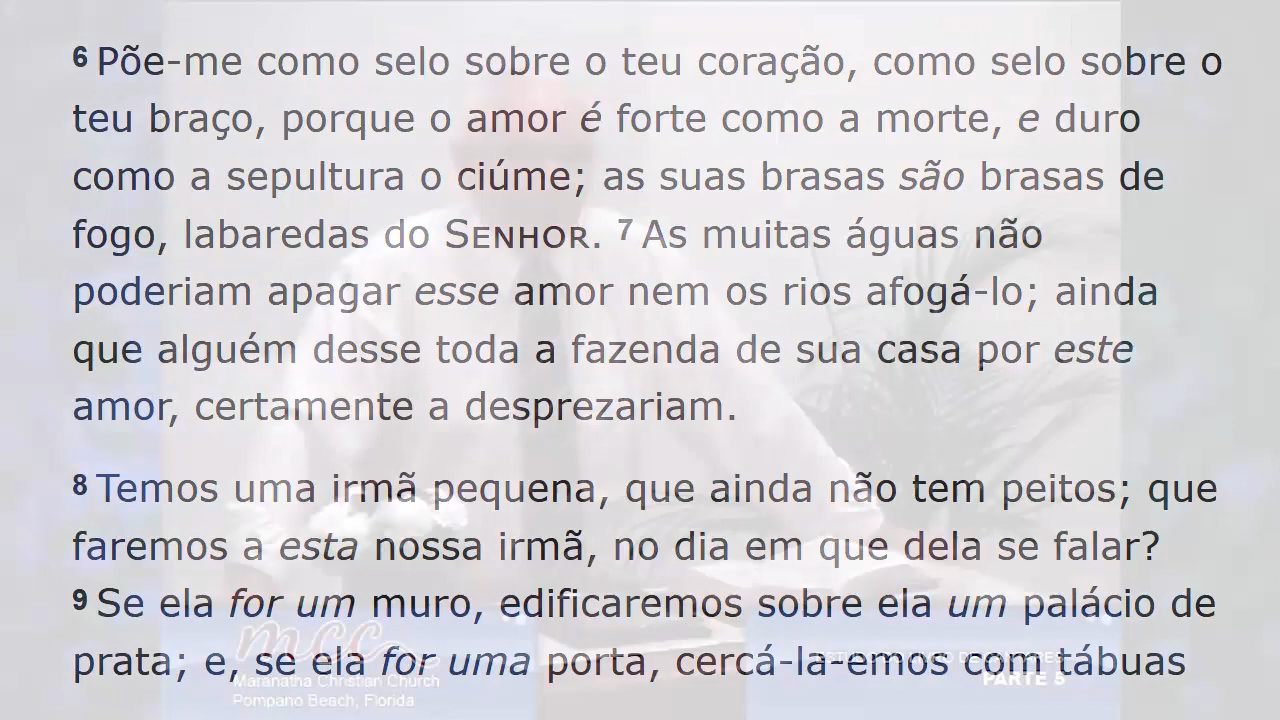 6 Põe-me como selo sobre o teu coração, como selo sobre o
teu braço, porque o amor é forte como a morte, e duro
como a sepultura o ciúme; as suas brasas são brasas de
fogo, labaredas do SENHOR. 7 As muitas águas não
poderiam apagar esse amor nem os rios afogá-lo; ainda
que alguém desse toda a fazenda de sua casa por este
amor, certamente a desprezariam.
8 Temos uma irmã pequena, que ainda não tem peitos; que
faremos a esta nossa irmã, no dia em que dela se falar?
9 Se ela for um muro, edificaremos sobre ela um palácio de
prata; e, se ela for uma porta, cercá-la-emos com tábuas
mcc
Maranatha Christian Church
Pompano Beach, Florida
PARTE 5